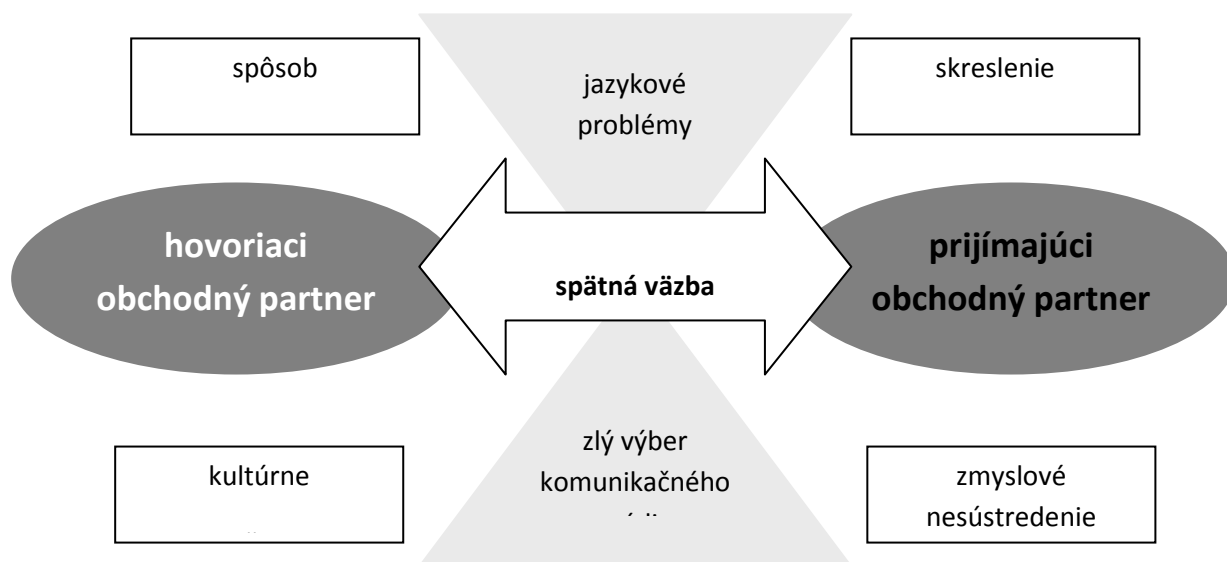 spôsob
jazykové
problémy
skreslenie
hovoriaci
obchodný partner
spätná väzba
prijímajúci
obchodný partner
kultúrne
zlý výber
komunikačného
zmyslové
nesústredenie